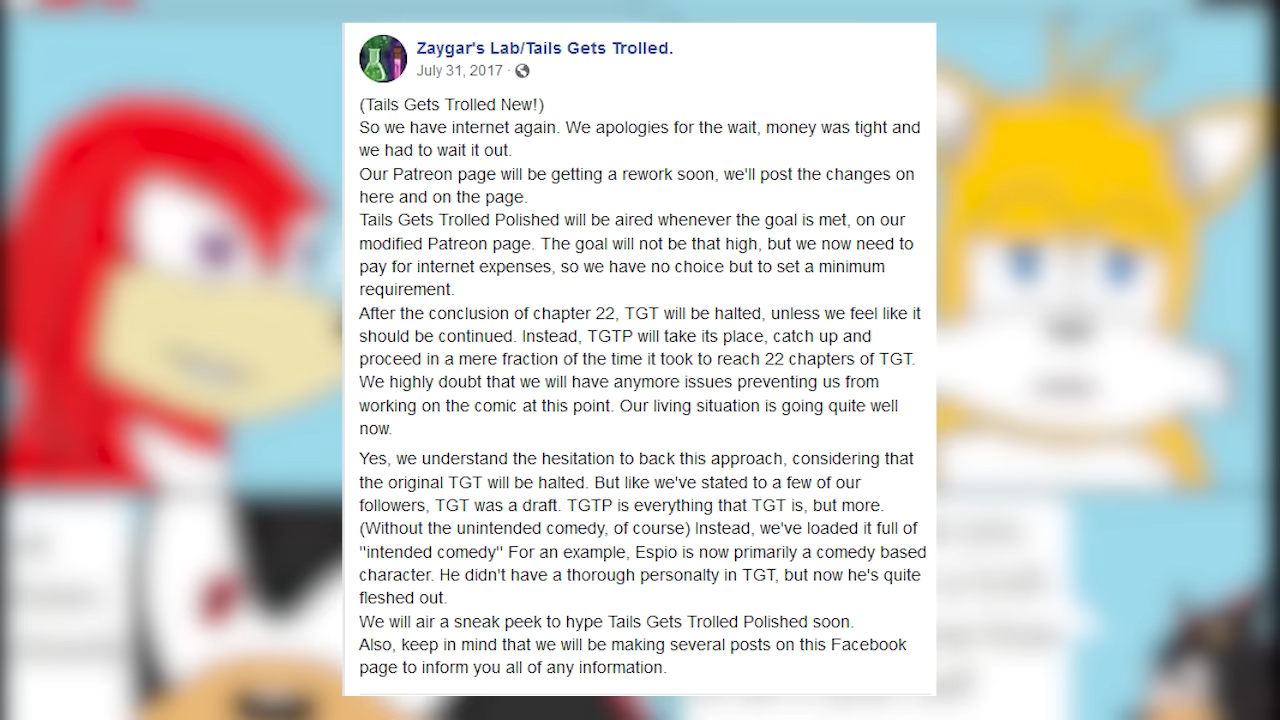 Zaygar's Lab/Tails Gets Trolled.
July 31, 2017 ·
(Tails Gets Trolled New!)
So we have internet again. We apologies for the wait, money was tight and
we had to wait it out.
Our Patreon page will be getting a rework soon, we'll post the changes on
here and on the page.
Tails Gets Trolled Polished will be aired whenever the goal is met, on our
modified Patreon page. The goal will not be that high, but we now need to
pay for internet expenses, so we have no choice but to set a minimum
requirement.
After the conclusion of chapter 22, TGT will be halted, unless we feel like it
should be continued. Instead, TGTP will take its place, catch up and
proceed in a mere fraction of the time it took to reach 22 chapters of TGT.
We highly doubt that we will have anymore issues preventing us from
working on the comic at this point. Our living situation is going quite well
now.
Yes, we understand the hesitation to back this approach, considering that
the original TGT will be halted. But like we've stated to a few of our
followers, TGT was a draft. TGTP is everything that TGT is, but more.
(Without the unintended comedy, of course) Instead, we've loaded it full of
"intended comedy" For an example, Espio is now primarily a comedy based
character. He didn't have a thorough personalty in TGT, but now he's quite
fleshed out.
We will air a sneak peek to hype Tails Gets Trolled Polished soon.
Also, keep in mind that we will be making several posts on this Facebook
page to inform you all of any information.